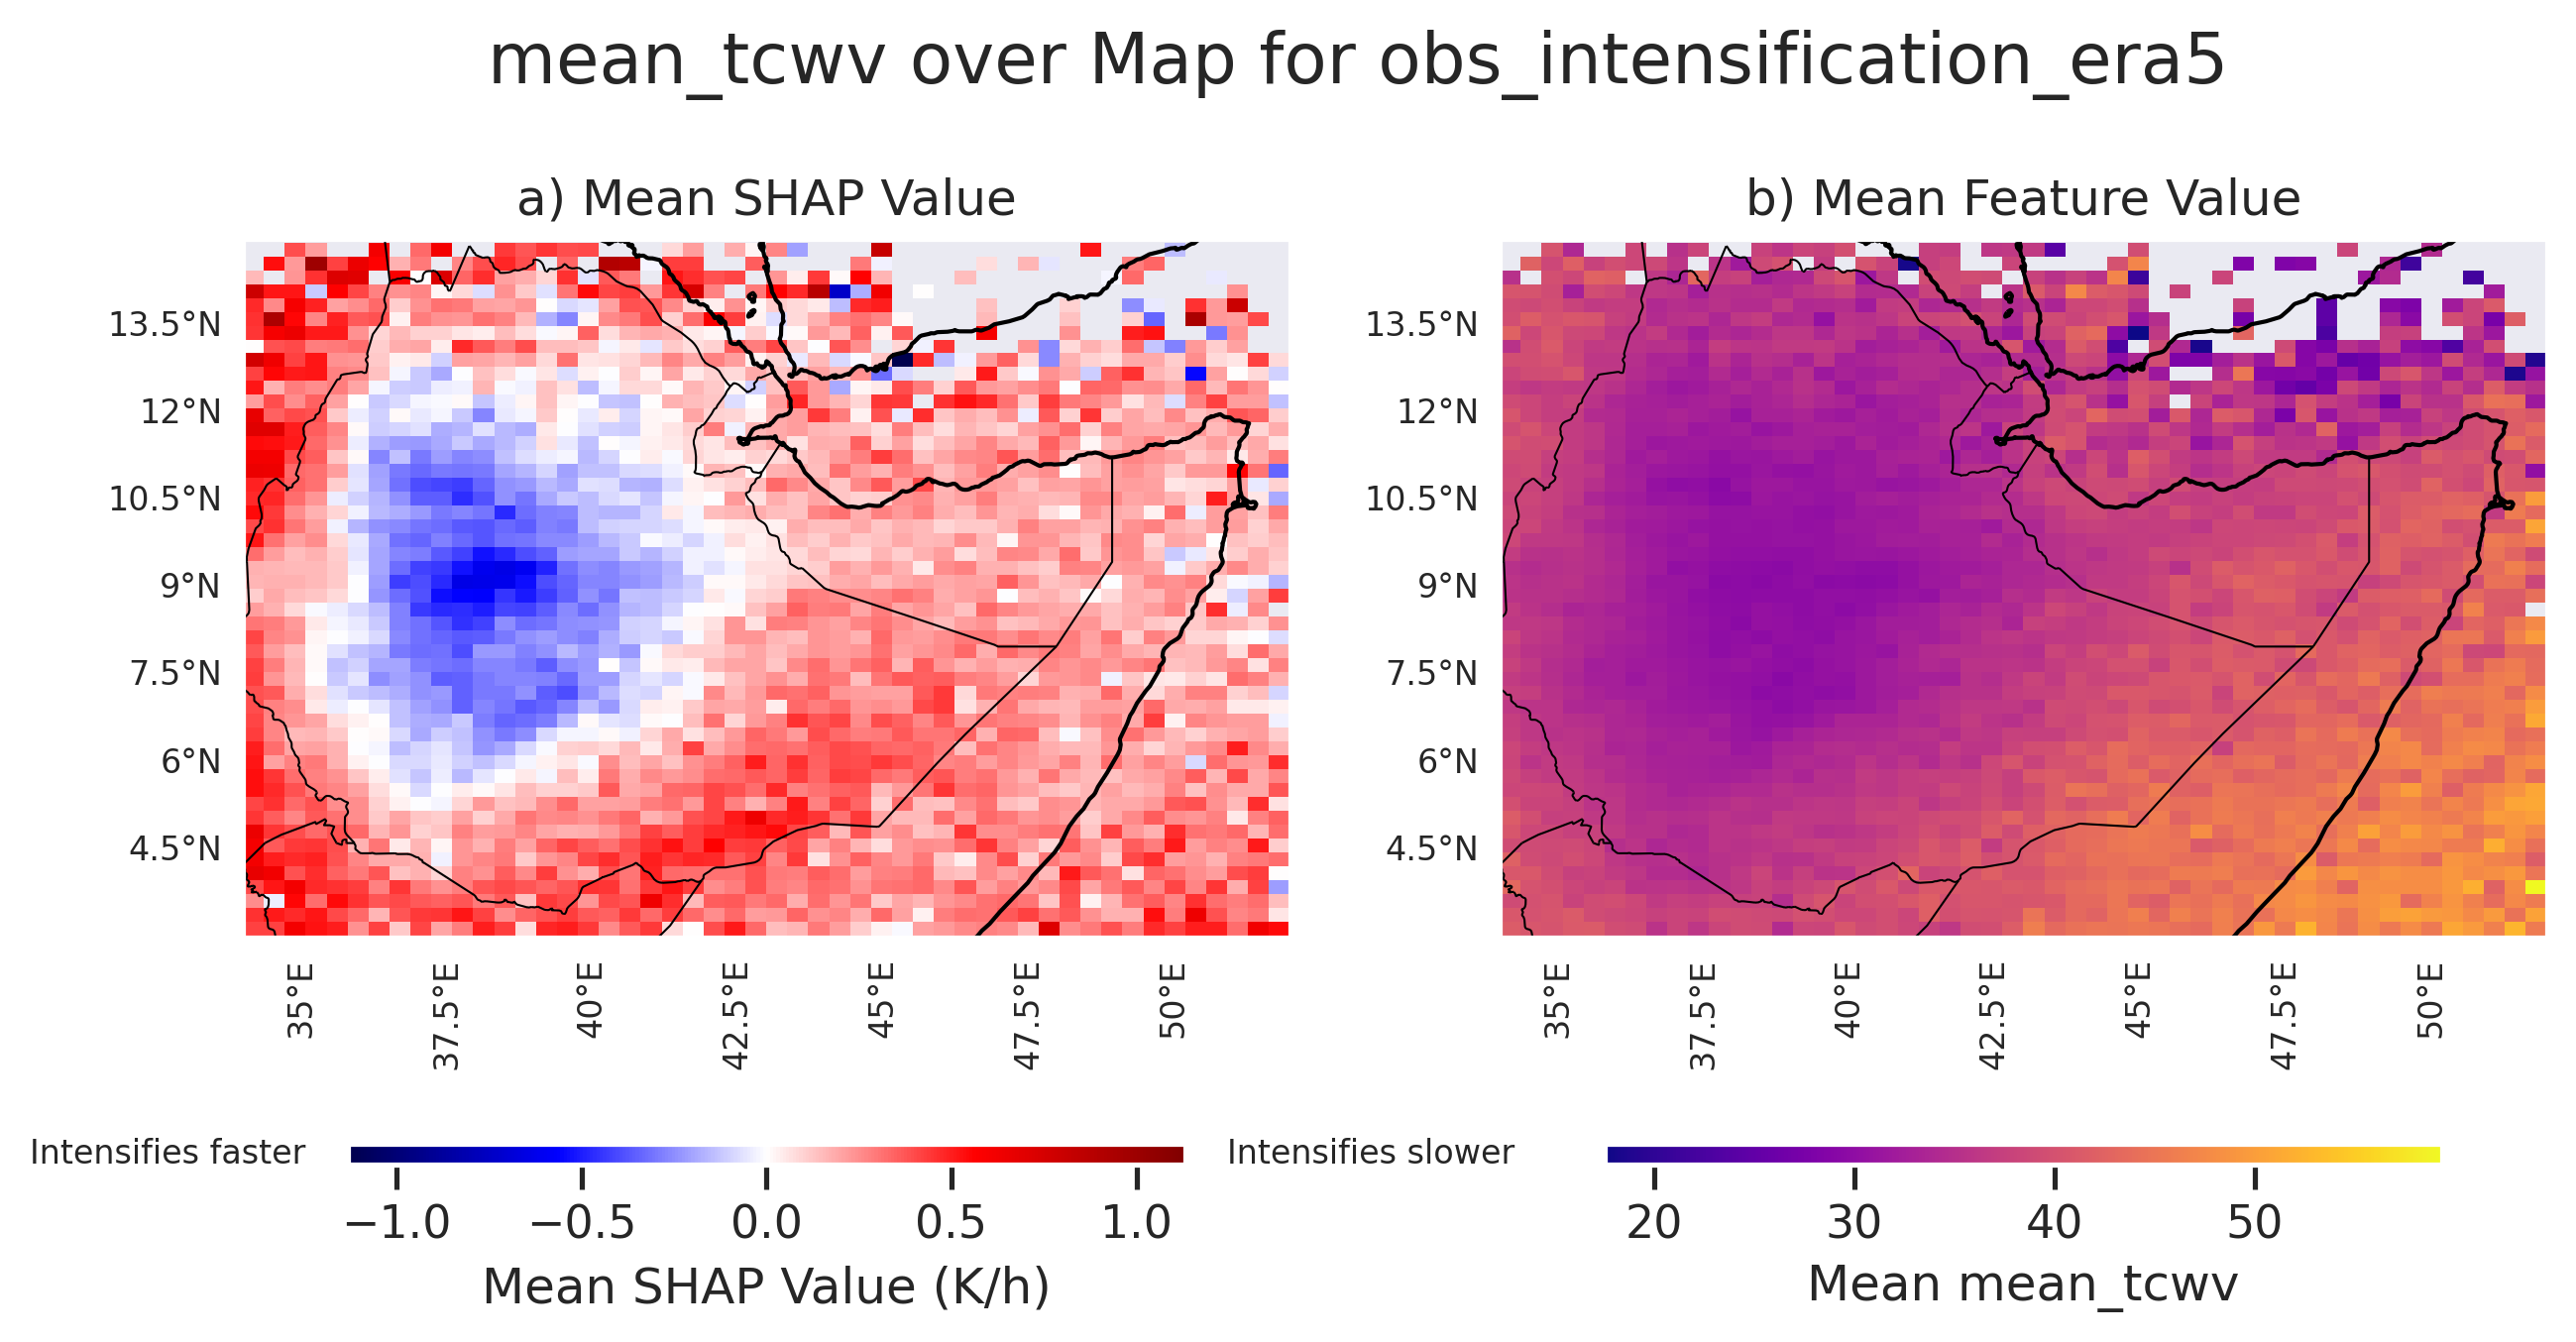 mean_tcwv over Map for obs_intensification_era5
a) Mean SHAP Value
b) Mean Feature Value
13.5°N
12°N
10.5°N
9°N
7.5°N
6°N
4.5°N
35°E
37.5°E
40°E
42.5°E
45°E
47.5°E
50°E
13.5°N
12°N
10.5°N
9°N
7.5°N
6°N
4.5°N
35°E
37.5°E
40°E
42.5°E
45°E
47.5°E
50°E
Intensifies faster
Intensifies slower
−1.0 −0.5 0.0 0.5 1.0
Mean SHAP Value (K/h)
20 30 40 50
Mean mean_tcwv